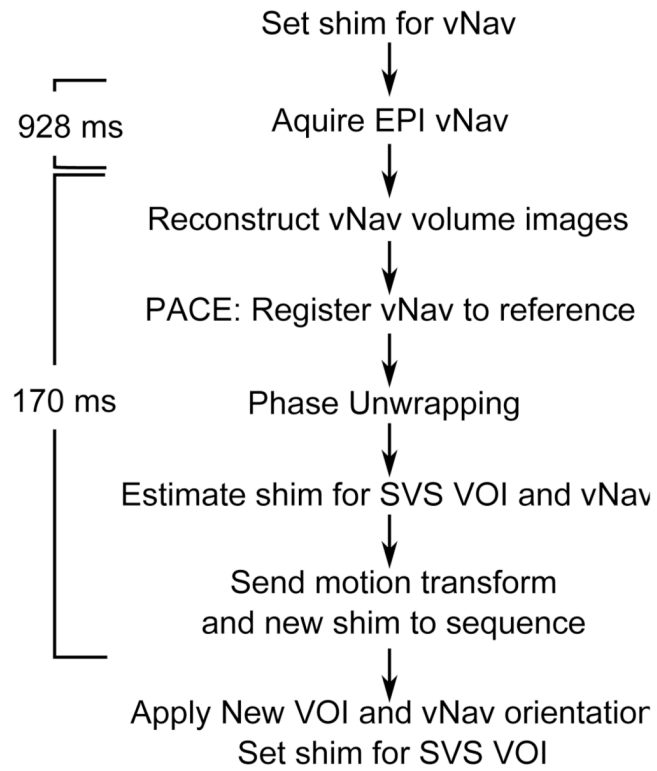 Set shim for vNav
928 ms
Aquire EPI vNav
Reconstruct vNav volume images
PACE: Register vNav to reference
170 ms
Phase Unwrapping
Estimate shim for SVS VOI and vNav
Send motion transform
and new shim to sequence
Apply New VOI and vNav orientation
Set shim for SVS VOI